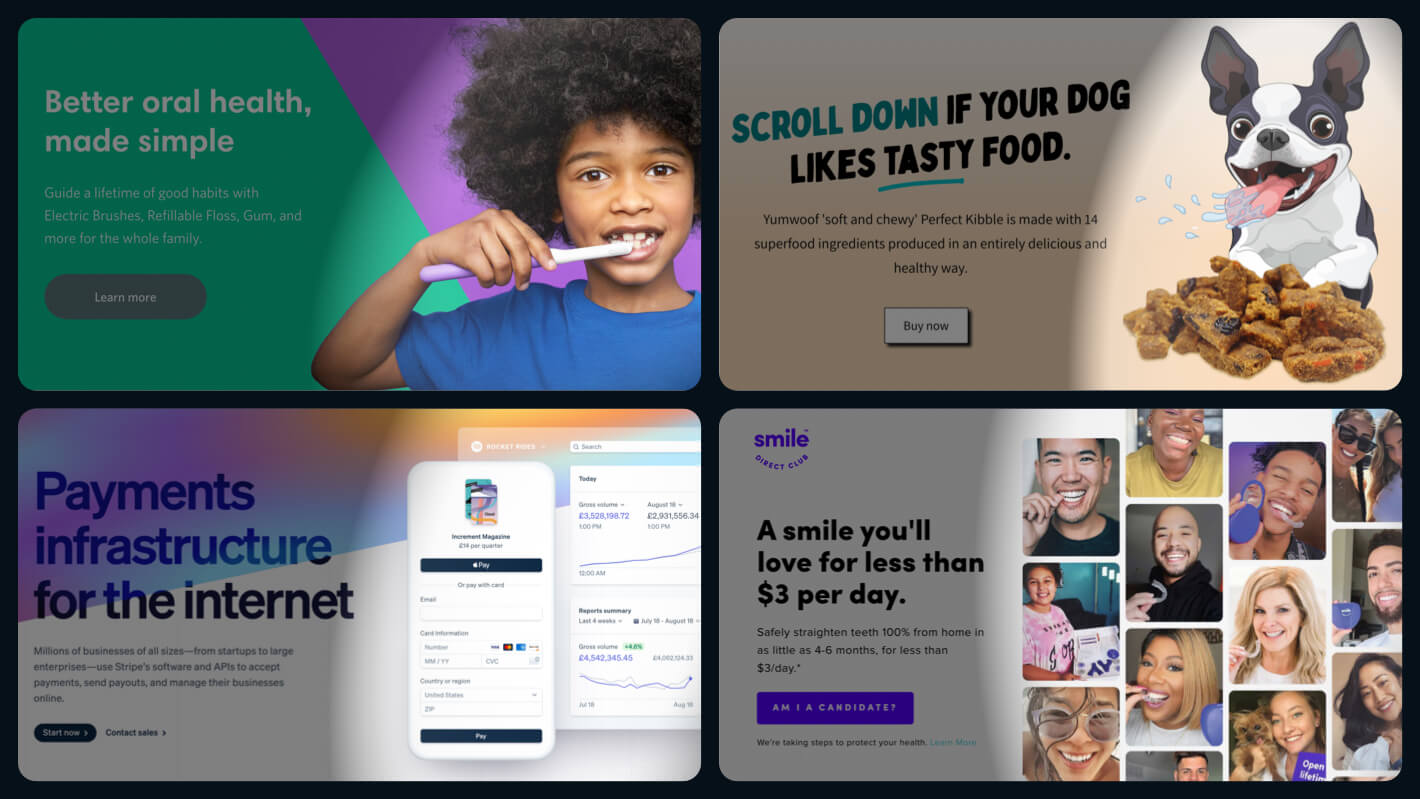 Better oral health,
made simple
Guide a lifetime of good habits with
Electric Brushes, Refillable Floss, Gum, and
more for the whole family.
Learn more
SCROLL DOWN IF YOUR DOG
LIKES TASTY FOOD.
Yumwoof 'soft and chewy' Perfect Kibble is made with 14
superfood ingredients produced in an entirely delicious and
healthy way.
Buy now
Payments
infrastructure
for the internet
Millions of businesses of all sizes—from startups to large
enterprises—use Stripe's software and APIs to accept
payments, send payouts, and manage their businesses
online.
Start now
Contact sales
ROCKET RIDES
Search
Increment Magazine
£14 per quarter
Pay
Or pay with card
Email
Card Information
Number
VISA
MM / YY
CVC
Country or region
United States
ZIP
Pay
Today
Gross volume
August 18
£3,528,198.72
£2,931,556.34
1:00 PM
1:00 PM
12:00 AM
Reports summary
Last 4 weeks
July 18 - August 18
Gross volume
+4.6%
£4,542,345.45
Jul 18
Aug 18
smile
DIRECT CLUB
A smile you'll
love for less than
$3 per day.
Safely straighten teeth 100% from home in
as little as 4-6 months, for less than
$3/day.*
AM I A CANDIDATE?
We're taking steps to protect your health. Learn More
Open